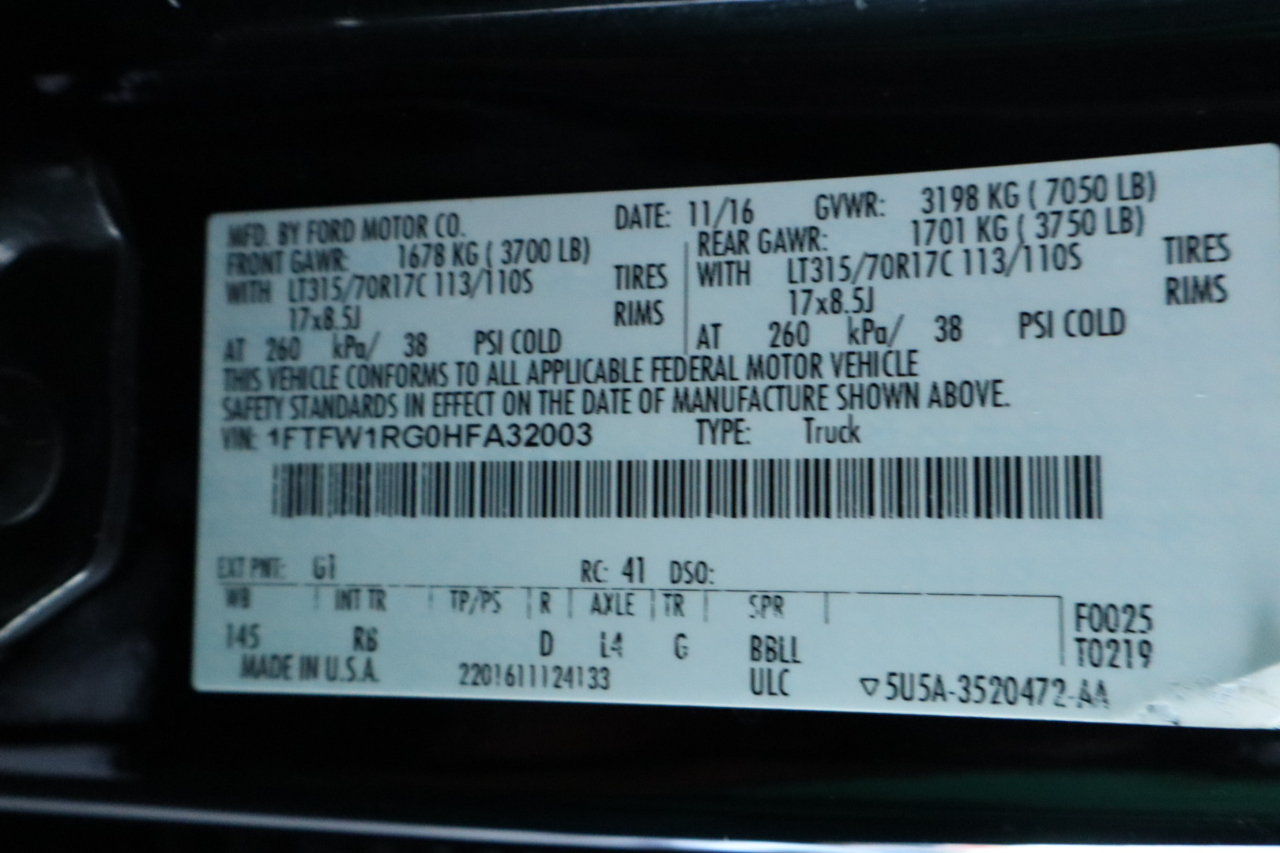 MFD. BY FORD MOTOR CO. DATE: 11/16 GVWR: 3198 KG ( 7050 LB)
FRONT GAWR: 1678 KG ( 3700 LB) REAR GAWR: 1701 KG ( 3750 LB)
WITH LT315/70R17C 113/110S TIRES WITH LT315/70R17C 113/110S TIRES
17x8.5J RIMS 17x8.5J RIMS
AT 260 kPa/ 38 PSI COLD AT 260 kPa/ 38 PSI COLD
THIS VEHICLE CONFORMS TO ALL APPLICABLE FEDERAL MOTOR VEHICLE
SAFETY STANDARDS IN EFFECT ON THE DATE OF MANUFACTURE SHOWN ABOVE.
VIN: 1FTFW1RG0HFA32003 TYPE: Truck
EXT PNT: G1 RC: 41 DSO:
WB INT TR TP/PS R AXLE TR SPR F0025
145 R6 D L4 G BBLL T0219
MADE IN U.S.A. 2201611124133 ULC ▽5U5A-3520472-AA